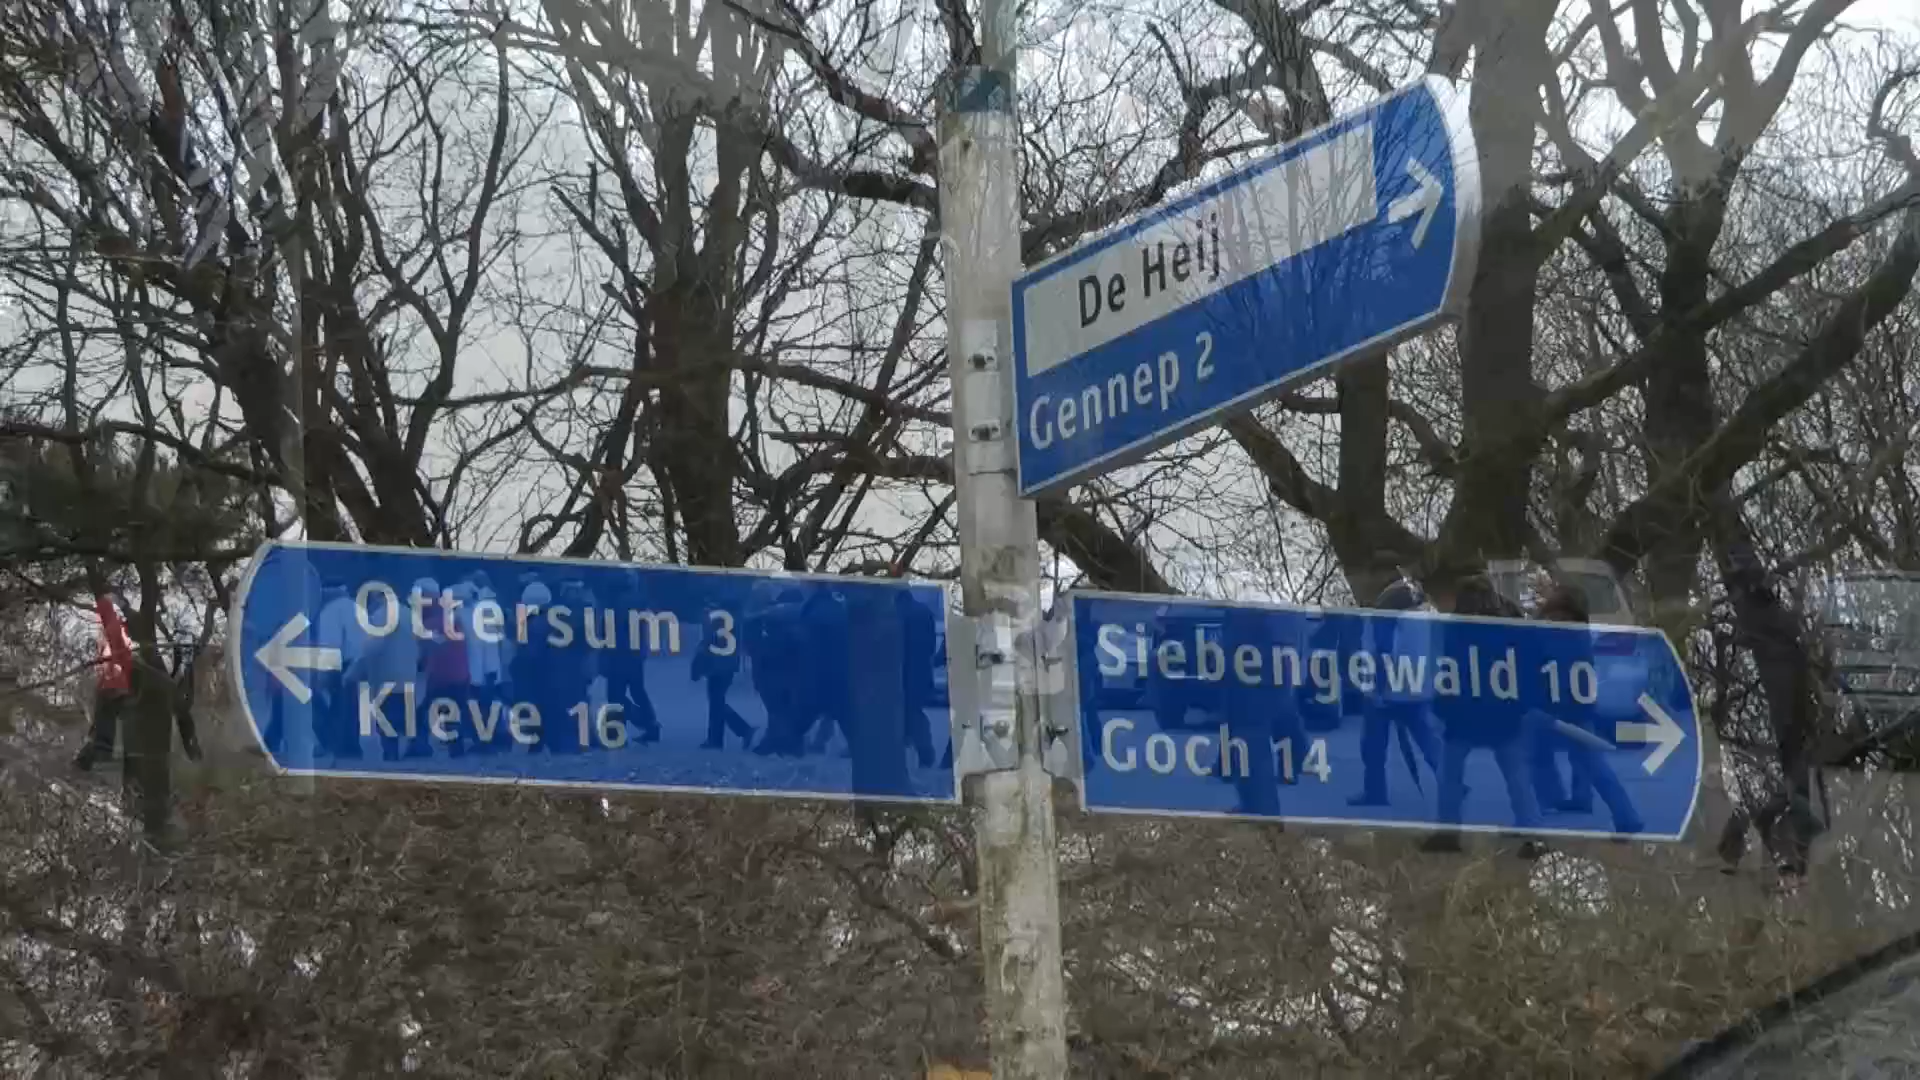 De Heij
Gennep 2
Ottersum 3
Kleve 16
Siebengewald 10
Goch 14